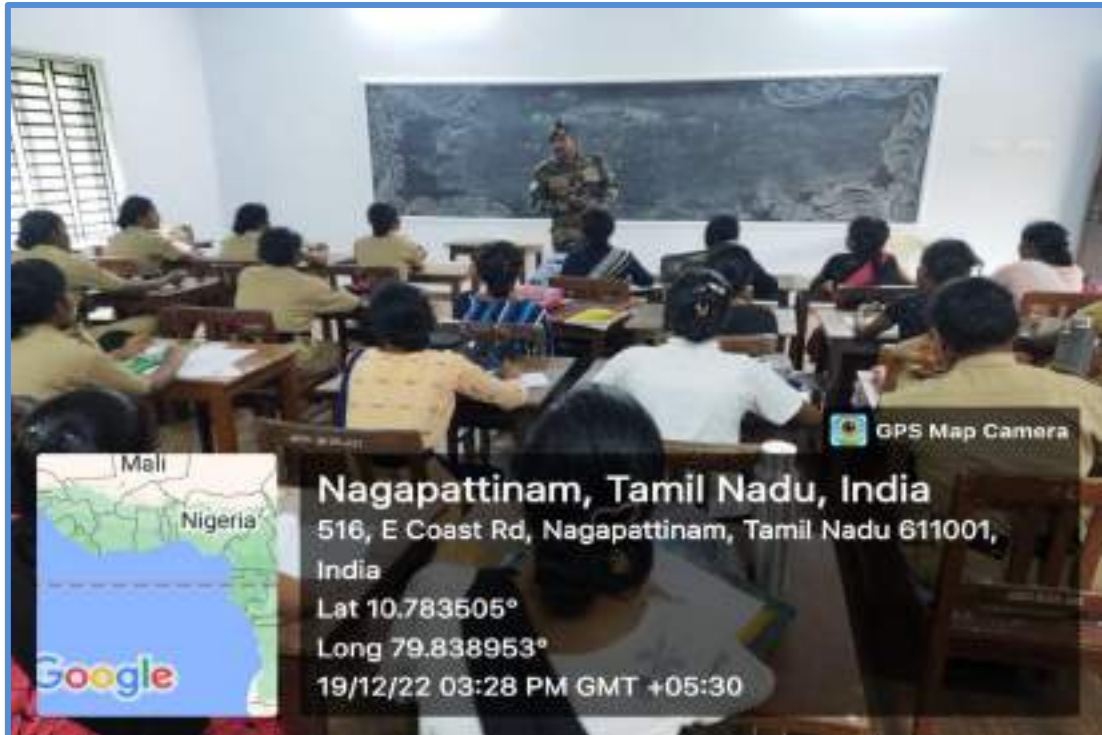 GPS Map Camera
Mali
Nigeria
Google
Nagapattinam, Tamil Nadu, India
516, E Coast Rd, Nagapattinam, Tamil Nadu 611001,
India
Lat 10.783505°
Long 79.838953°
19/12/22 03:28 PM GMT +05:30